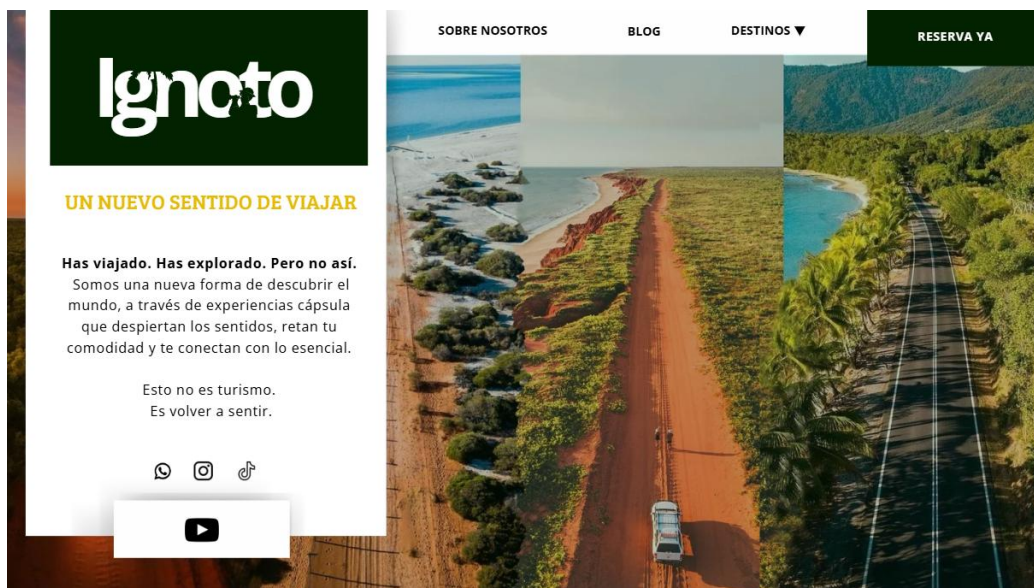 Ignoto
SOBRE NOSOTROS
BLOG
DESTINOS ▼
RESERVA YA
UN NUEVO SENTIDO DE VIAJAR
Has viajado. Has explorado. Pero no así.
Somos una nueva forma de descubrir el
mundo, a través de experiencias cápsula
que despiertan los sentidos, retan tu
comodidad y te conectan con lo esencial.
Esto no es turismo.
Es volver a sentir.